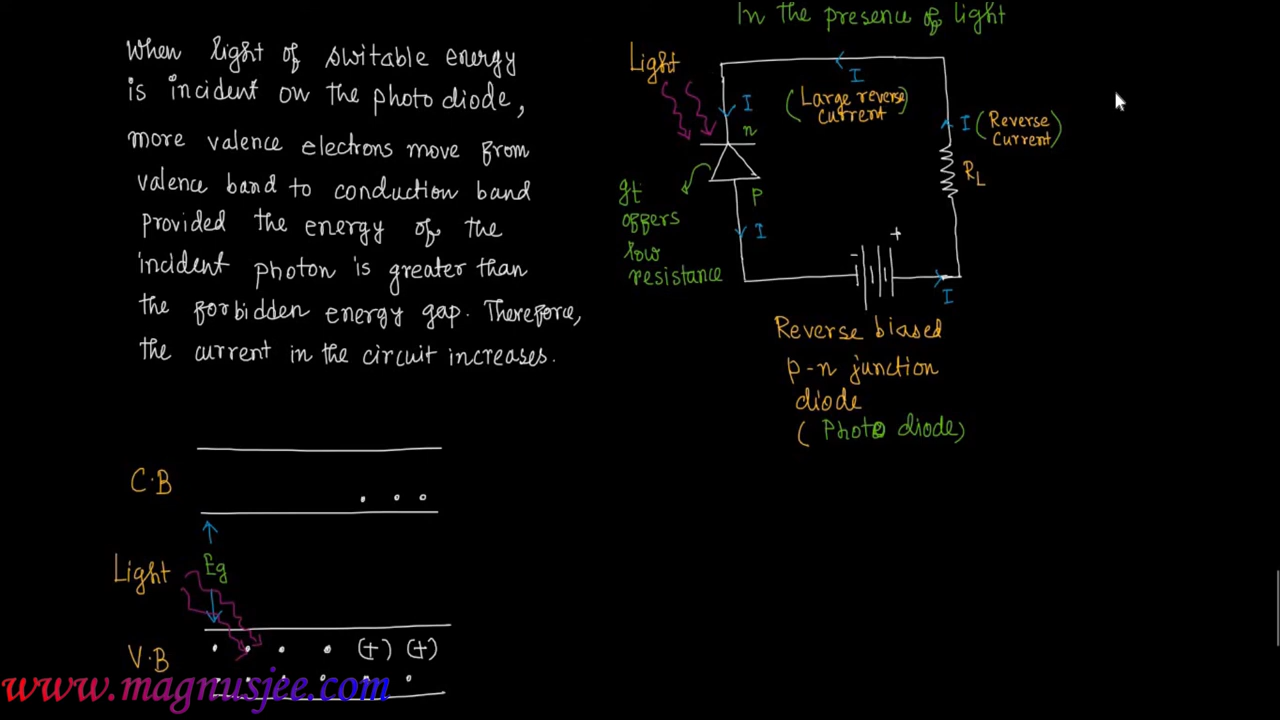 When light of switable energy
is incident on the photo diode,
more valence electrons move from
valence band to conduction band
provided the energy of the
incident photon is greater than
the forbidden energy gap. Therefore,
the current in the circuit increases.
In the presence of light
Light
I
I
(Large reverse
current)
n
I (Reverse
Current)
RL
It
offers
low
resistance
P
I
- +
I
Reverse biased
p-n junction
diode
(Photo diode)
C.B
Light
Eg
V.B
(+) (+)
www.magnusjee.com